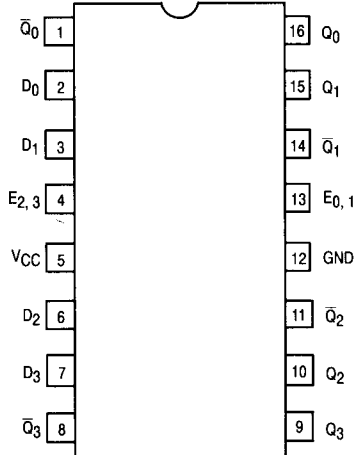 Q̅0 1 16 Q0
D0 2 15 Q1
D1 3 14 Q̅1
E2, 3 4 13 E0, 1
VCC 5 12 GND
D2 6 11 Q̅2
D3 7 10 Q2
Q̅3 8 9 Q3